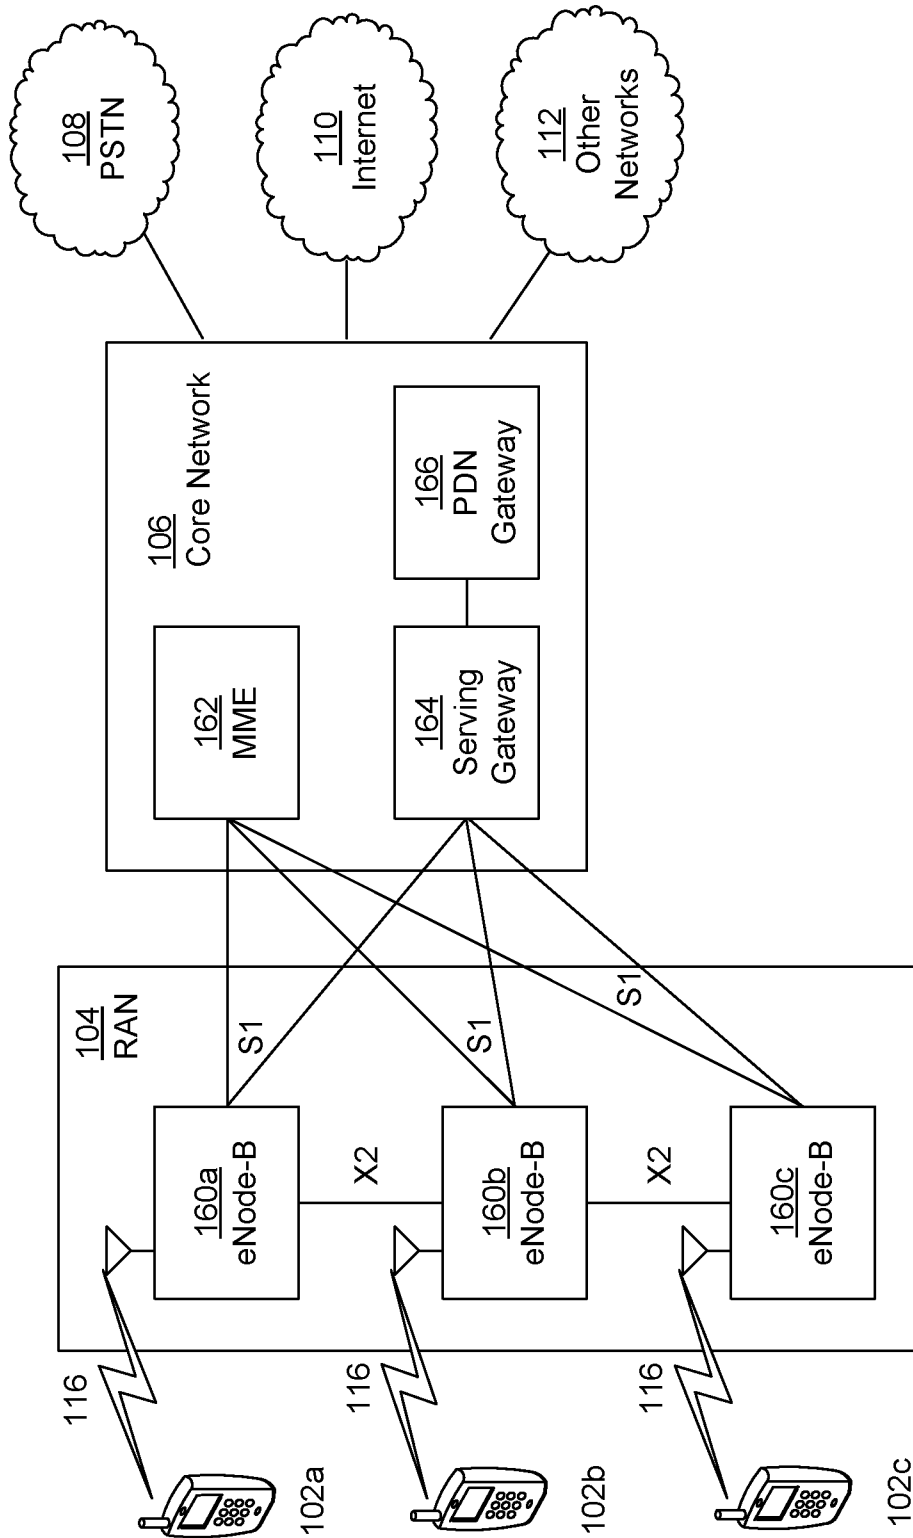 104
RAN
116
102a
160a
eNode-B
S1
X2
116
102b
160b
eNode-B
S1
X2
116
102c
160c
eNode-B
S1
106
Core Network
162
MME
164
Serving
Gateway
166
PDN
Gateway
108
PSTN
110
Internet
112
Other
Networks